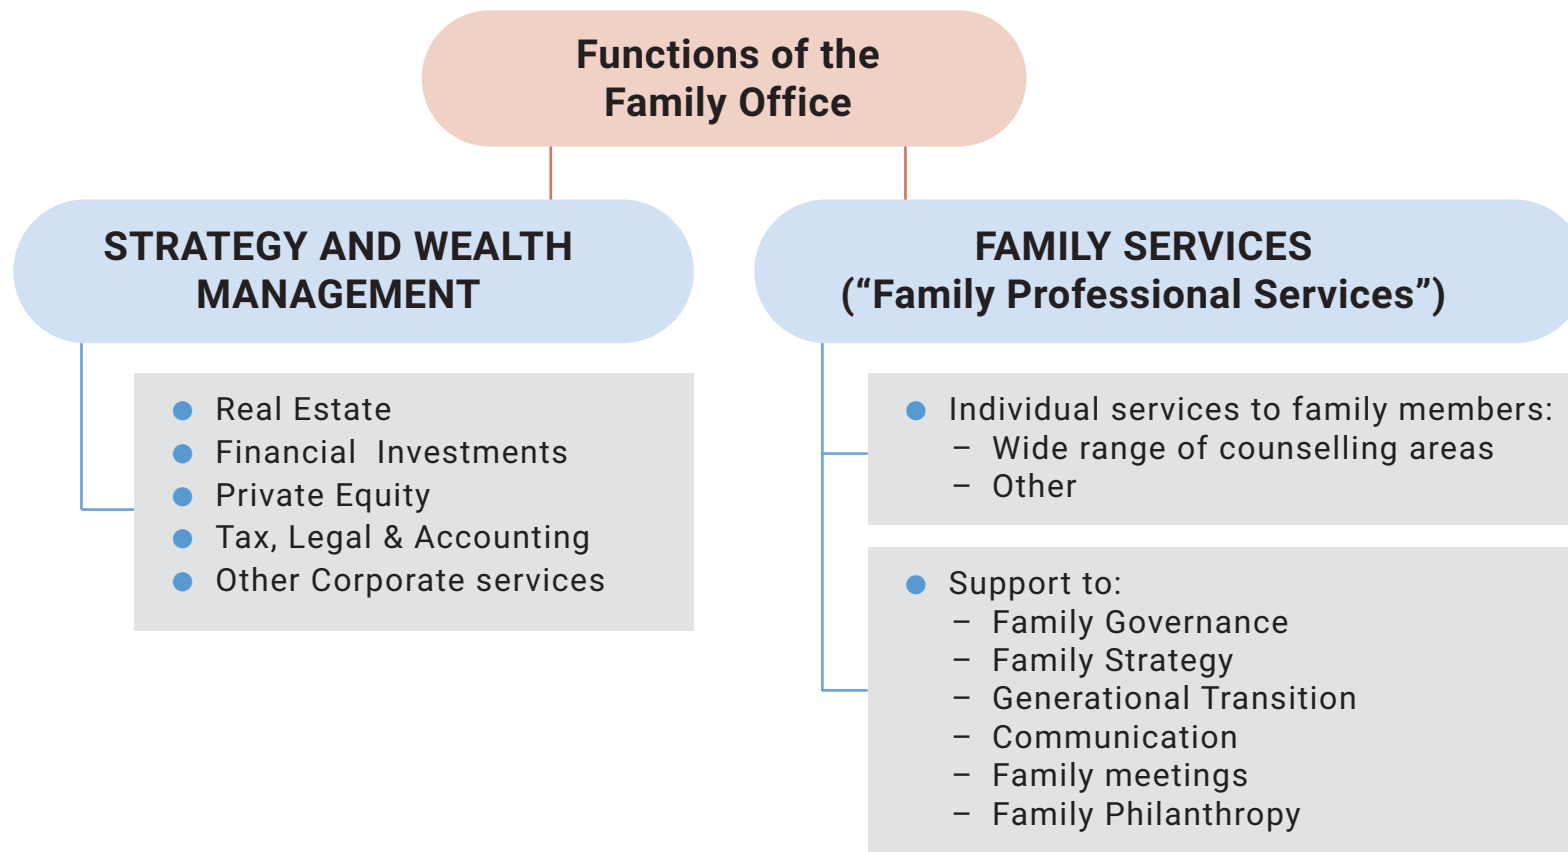 Functions of the
Family Office
STRATEGY AND WEALTH
MANAGEMENT
● Real Estate
● Financial  Investments
● Private Equity
● Tax, Legal & Accounting
● Other Corporate services
FAMILY SERVICES
(“Family Professional Services”)
● Individual services to family members:
– Wide range of counselling areas
– Other
● Support to:
– Family Governance
– Family Strategy
– Generational Transition
– Communication
– Family meetings
– Family Philanthropy